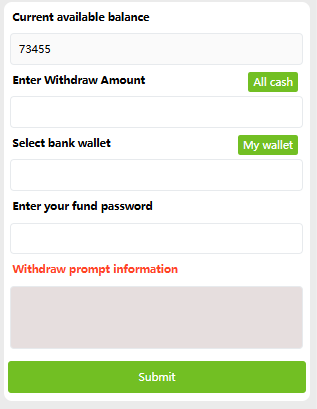 Current available balance
73455
Enter Withdraw Amount
All cash
Select bank wallet
My wallet
Enter your fund password
Withdraw prompt information
Submit